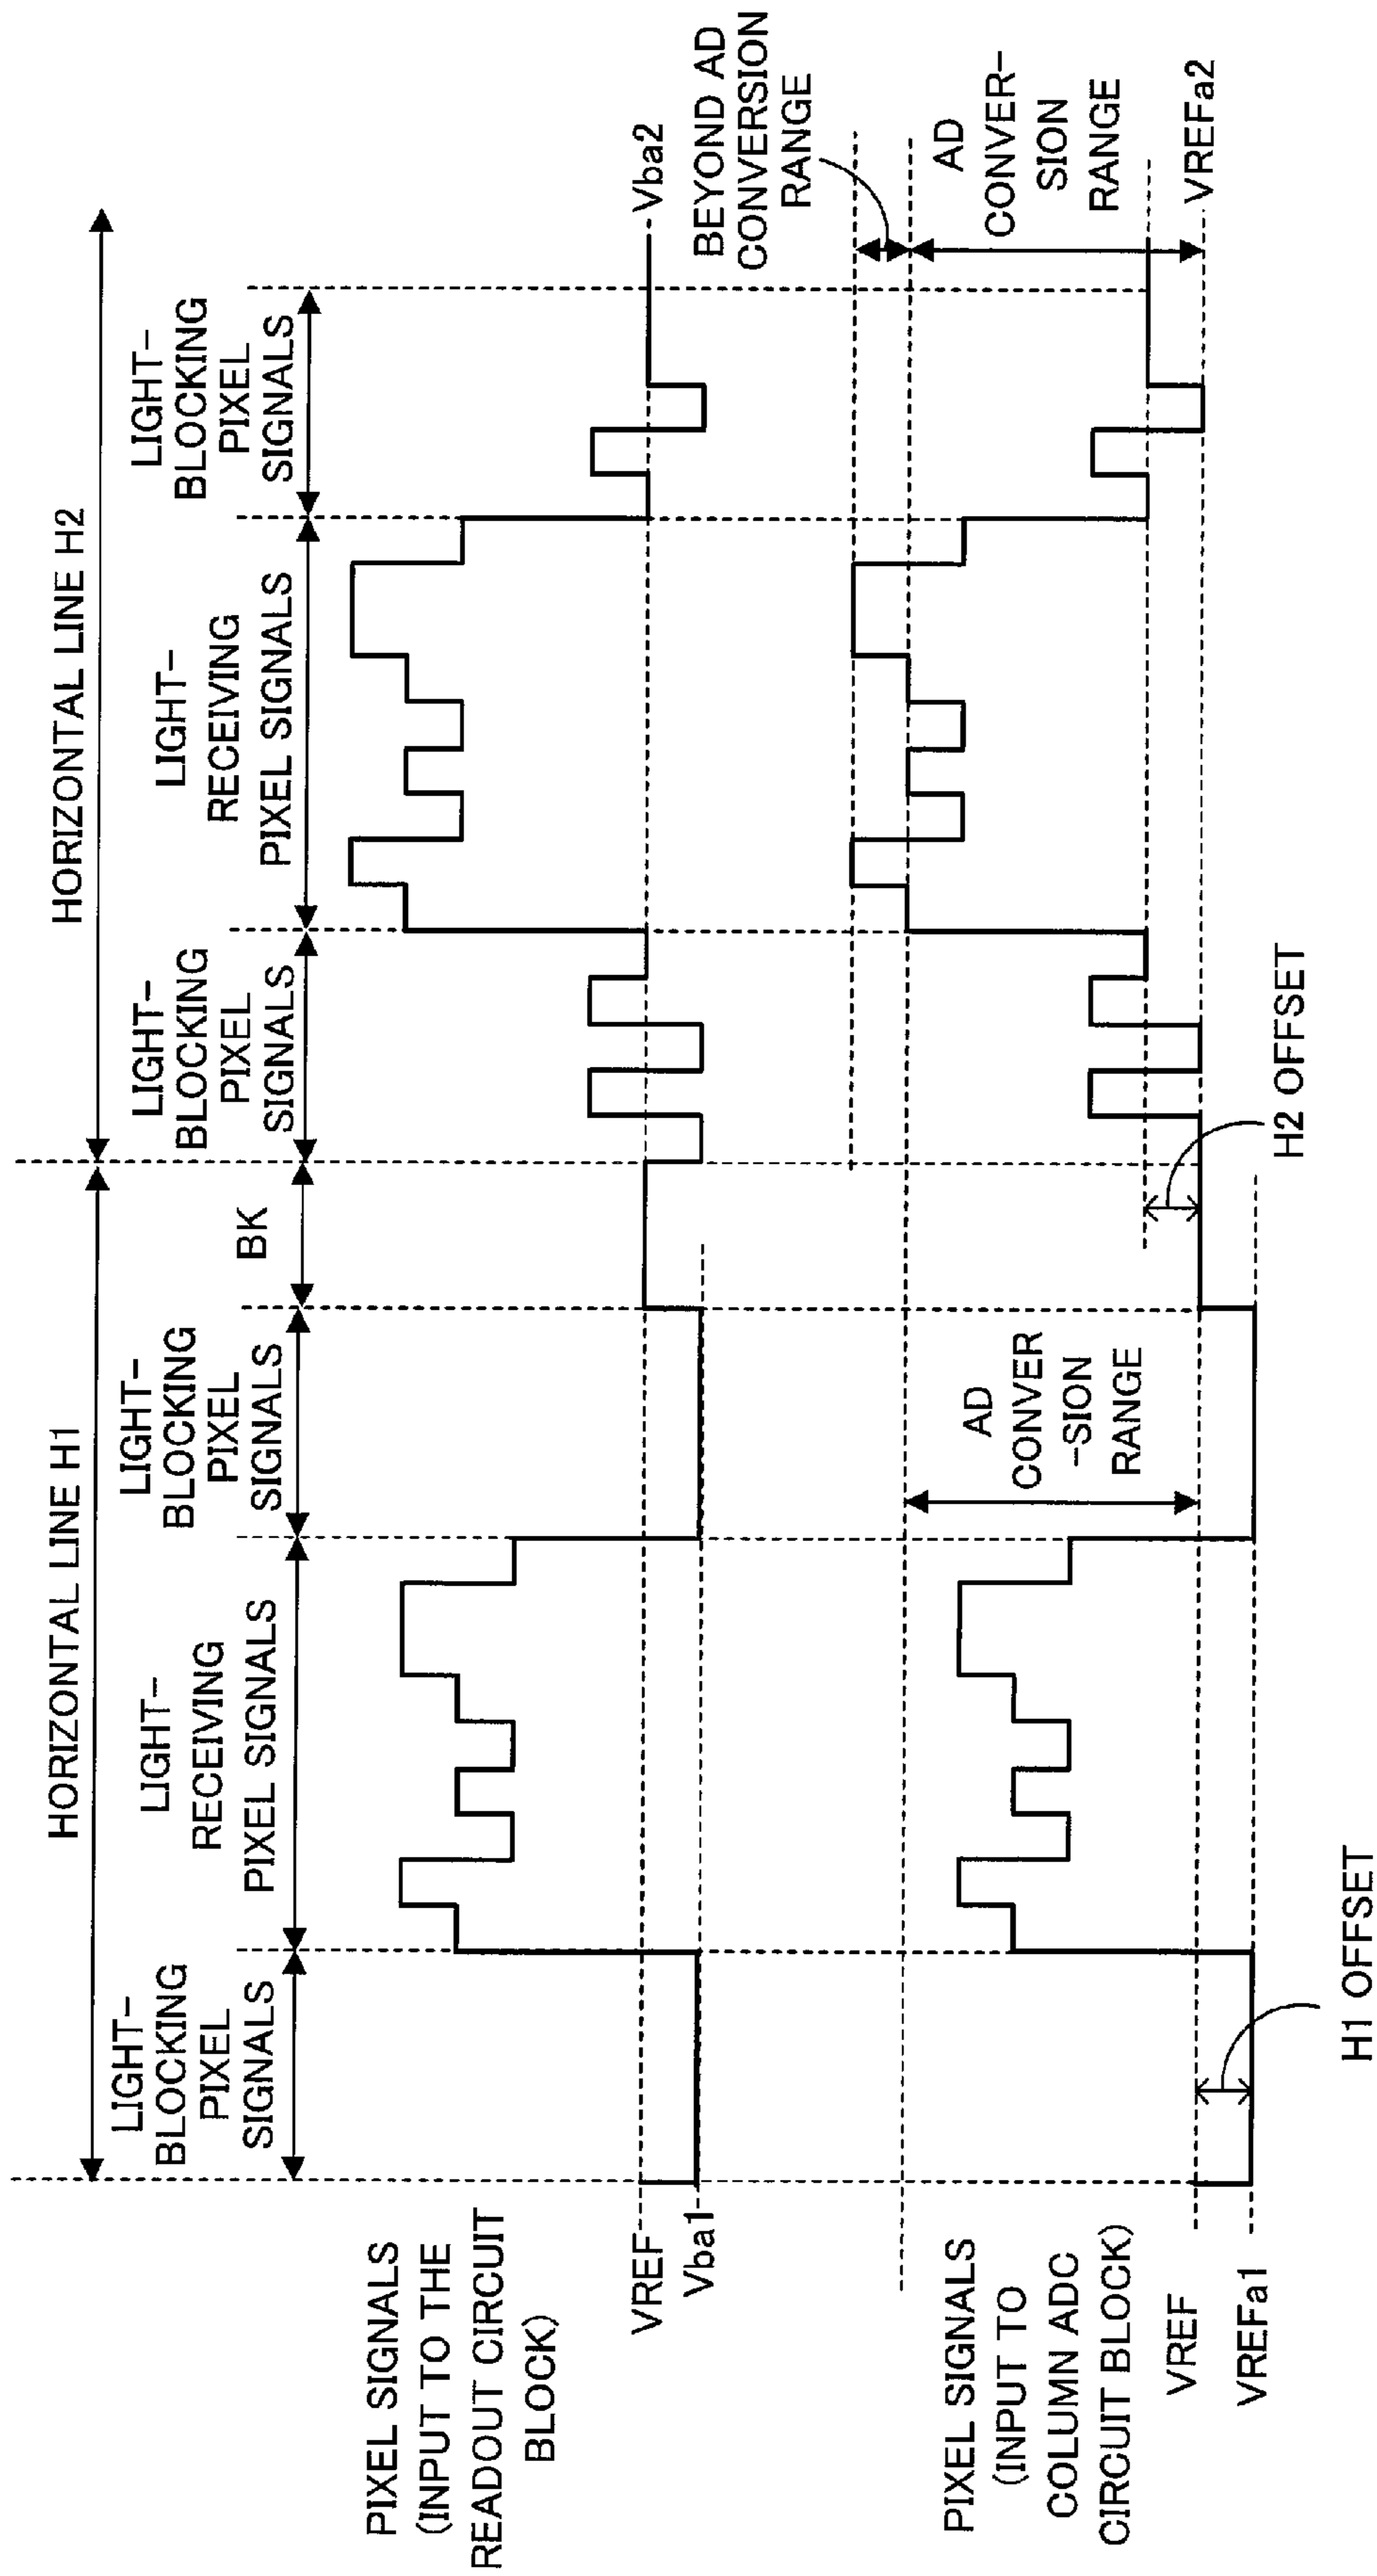 HORIZONTAL LINE H1
HORIZONTAL LINE H2
LIGHT-
BLOCKING
PIXEL
SIGNALS
LIGHT-
RECEIVING
PIXEL SIGNALS
LIGHT-
BLOCKING
PIXEL
SIGNALS
BK
LIGHT-
BLOCKING
PIXEL
SIGNALS
LIGHT-
RECEIVING
PIXEL SIGNALS
LIGHT-
BLOCKING
PIXEL
SIGNALS
PIXEL SIGNALS
(INPUT TO THE
READOUT CIRCUIT
BLOCK)
VREF
Vba1
Vba2
BEYOND AD
CONVERSION
RANGE
PIXEL SIGNALS
(INPUT TO
COLUMN ADC
CIRCUIT BLOCK)
VREF
VREFa1
AD
CONVER
-SION
RANGE
AD
CONVER-
SION
RANGE
VREFa2
H1 OFFSET
H2 OFFSET